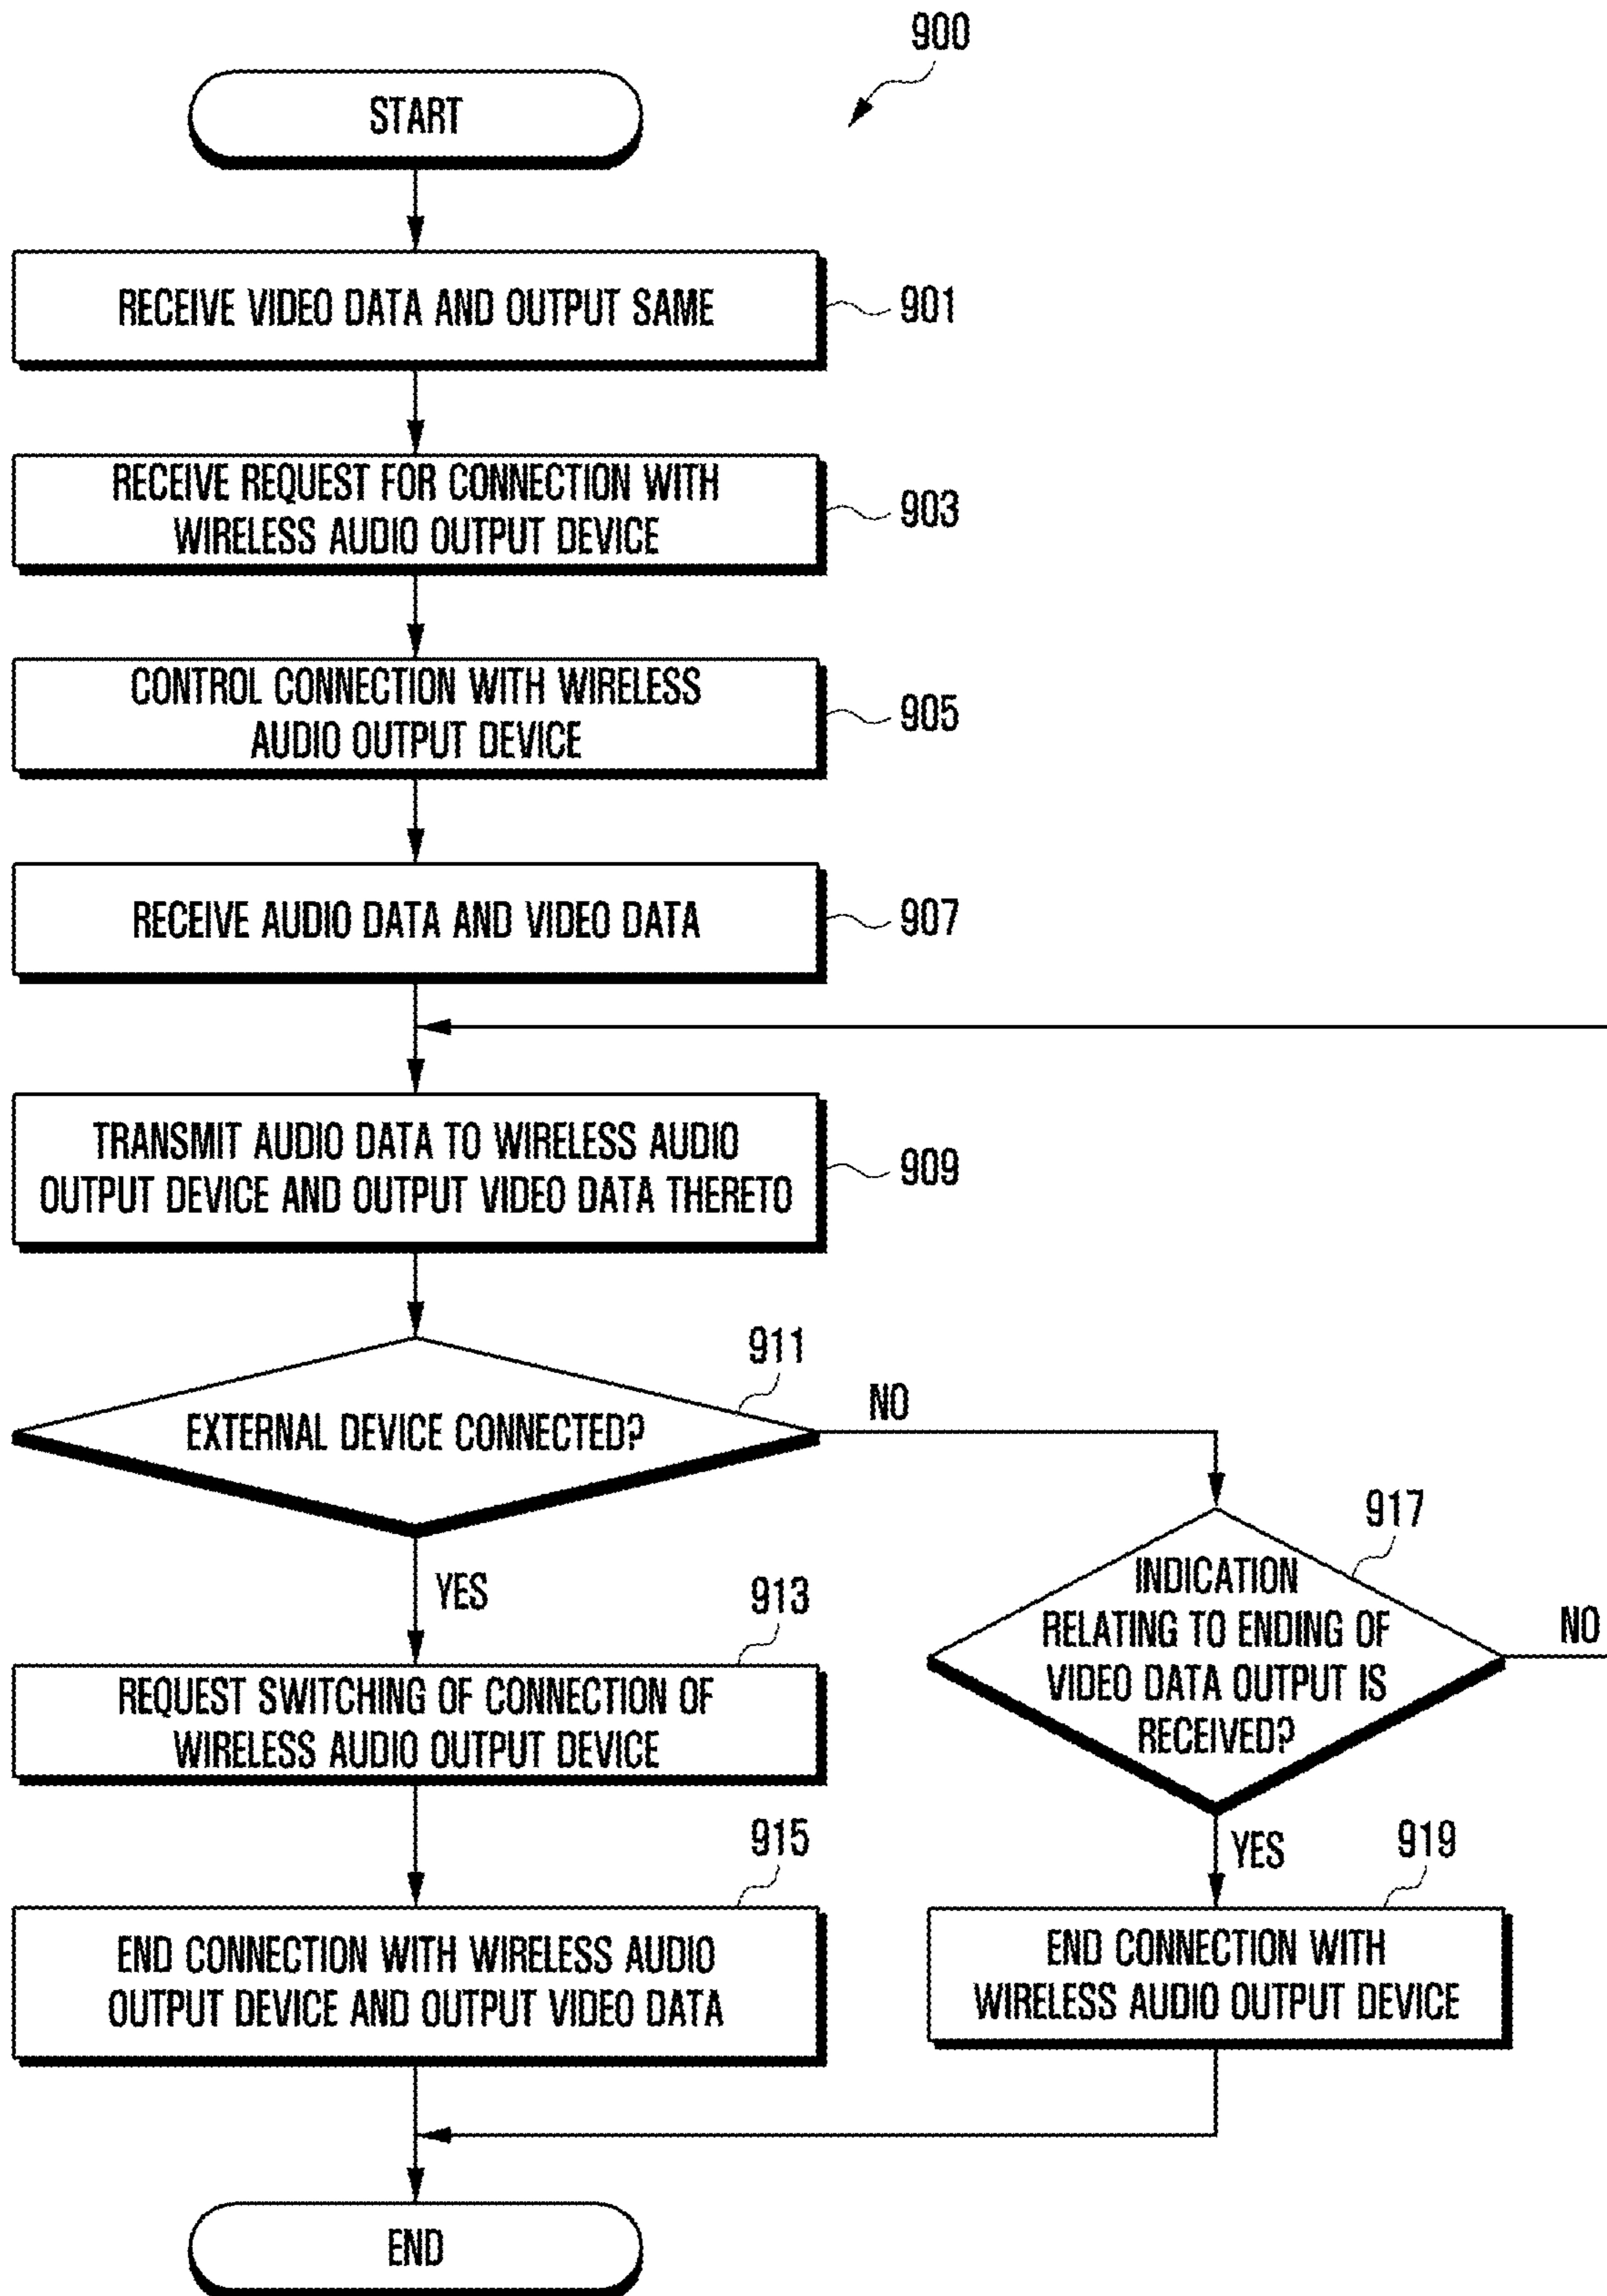 900
START
RECEIVE VIDEO DATA AND OUTPUT SAME
901
RECEIVE REQUEST FOR CONNECTION WITH
WIRELESS AUDIO OUTPUT DEVICE
903
CONTROL CONNECTION WITH WIRELESS
AUDIO OUTPUT DEVICE
905
RECEIVE AUDIO DATA AND VIDEO DATA
907
TRANSMIT AUDIO DATA TO WIRELESS AUDIO
OUTPUT DEVICE AND OUTPUT VIDEO DATA THERETO
909
911
EXTERNAL DEVICE CONNECTED?
NO
YES
913
REQUEST SWITCHING OF CONNECTION OF
WIRELESS AUDIO OUTPUT DEVICE
915
END CONNECTION WITH WIRELESS AUDIO
OUTPUT DEVICE AND OUTPUT VIDEO DATA
917
INDICATION
RELATING TO ENDING OF
VIDEO DATA OUTPUT IS
RECEIVED?
NO
YES
919
END CONNECTION WITH
WIRELESS AUDIO OUTPUT DEVICE
END